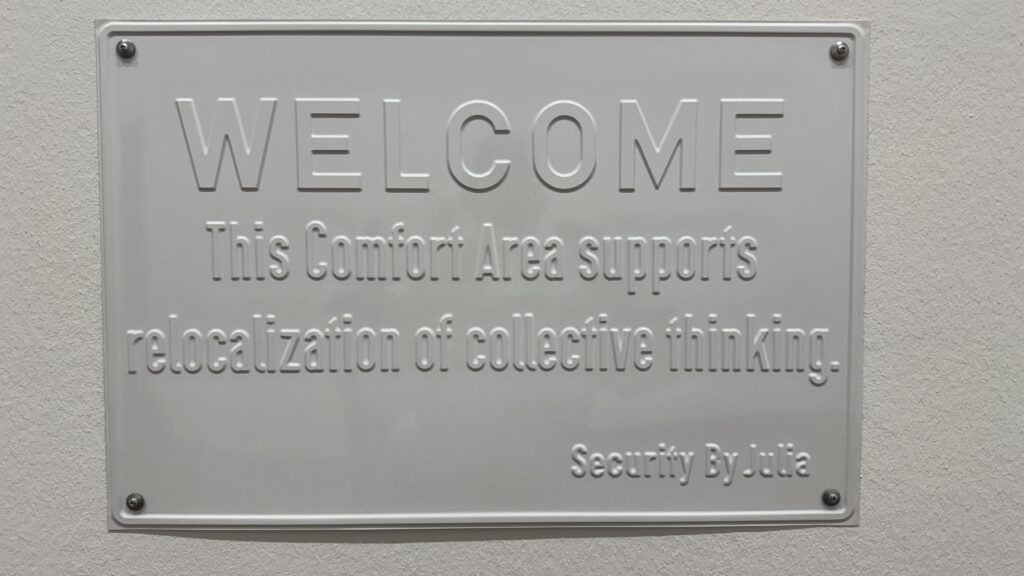 WELCOME
This Comfort Area supports
relocalization of collective thinking.
Security By Julia